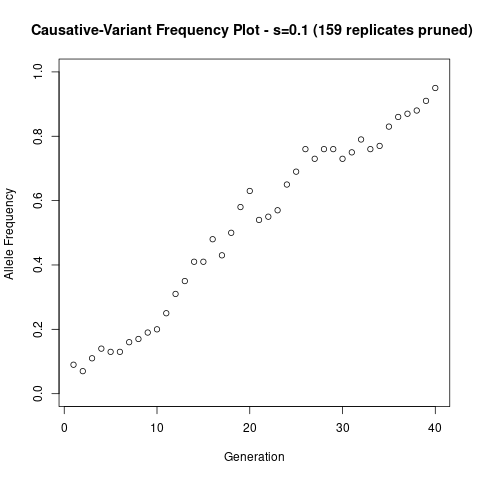 Causative-Variant Frequency Plot - s=0.1 (159 replicates pruned)
1.0
0.8
0.6
0.4
0.2
0.0
Allele Frequency
0 10 20 30 40
Generation